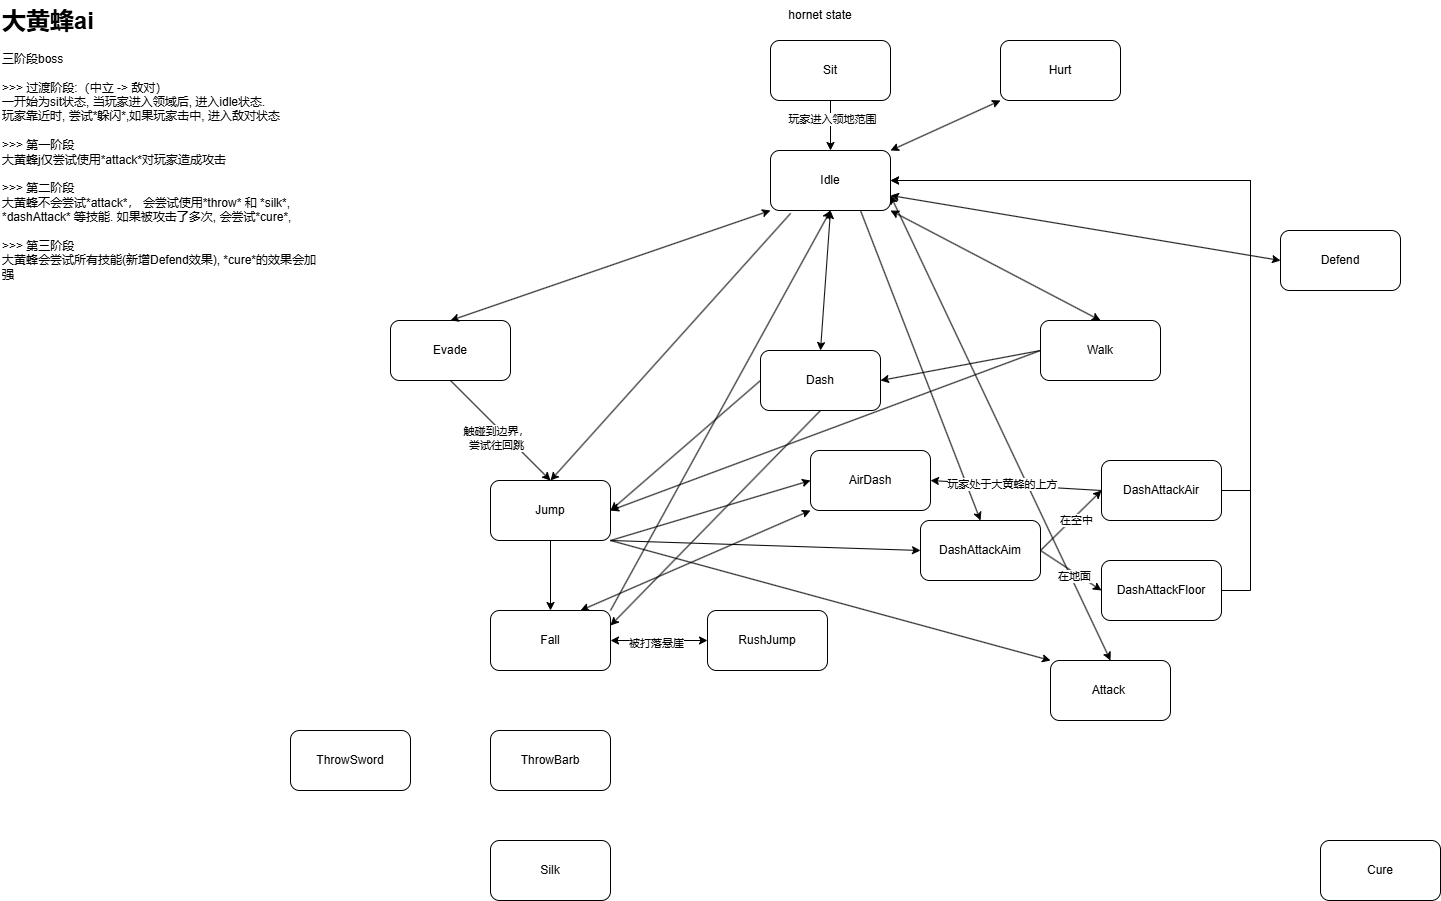 大黄蜂ai
三阶段boss
>>> 过渡阶段:（中立 -> 敌对）
一开始为sit状态, 当玩家进入领域后, 进入idle状态.
玩家靠近时, 尝试*躲闪*,如果玩家击中, 进入敌对状态
>>> 第一阶段
大黄蜂j仅尝试使用*attack*对玩家造成攻击
>>> 第二阶段
大黄蜂不会尝试*attack*， 会尝试使用*throw* 和 *silk*,
*dashAttack* 等技能. 如果被攻击了多次, 会尝试*cure*,
>>> 第三阶段
大黄蜂会尝试所有技能(新增Defend效果), *cure*的效果会加
强
hornet state
Sit
Hurt
玩家进入领地范围
Idle
Defend
Evade
Dash
Walk
触碰到边界，
尝试往回跳
AirDash
玩家处于大黄蜂的上方
DashAttackAir
Jump
在空中
DashAttackAim
在地面
DashAttackFloor
Fall
被打落悬崖
RushJump
Attack
ThrowSword
ThrowBarb
Silk
Cure